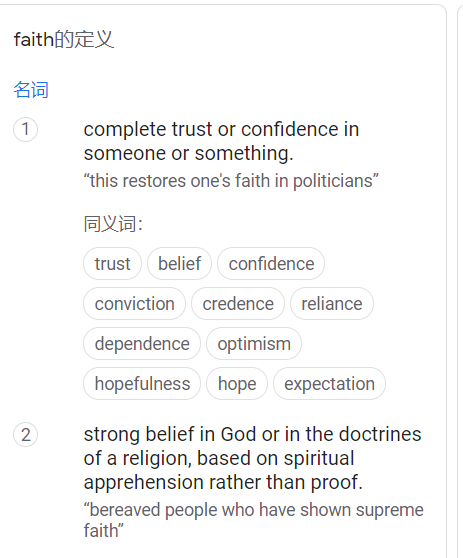 faith的定义
名词
1 complete trust or confidence in
someone or something.
“this restores one's faith in politicians”
同义词：
trust belief confidence
conviction credence reliance
dependence optimism
hopefulness hope expectation
2 strong belief in God or in the doctrines
of a religion, based on spiritual
apprehension rather than proof.
“bereaved people who have shown supreme
faith”